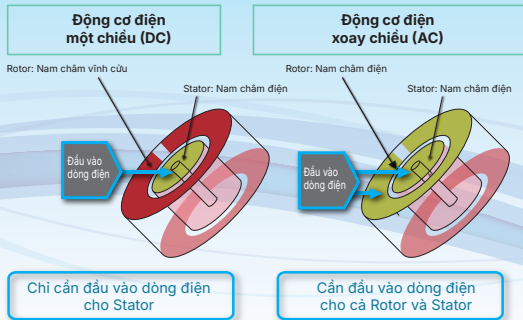 Động cơ điện
một chiều (DC)
Động cơ điện
xoay chiều (AC)
Rotor: Nam châm vĩnh cửu
Stator: Nam châm điện
Rotor: Nam châm điện
Stator: Nam châm điện
Đầu vào
dòng điện
Đầu vào
dòng điện
Chỉ cần đầu vào dòng điện
cho Stator
Cần đầu vào dòng điện
cho cả Rotor và Stator